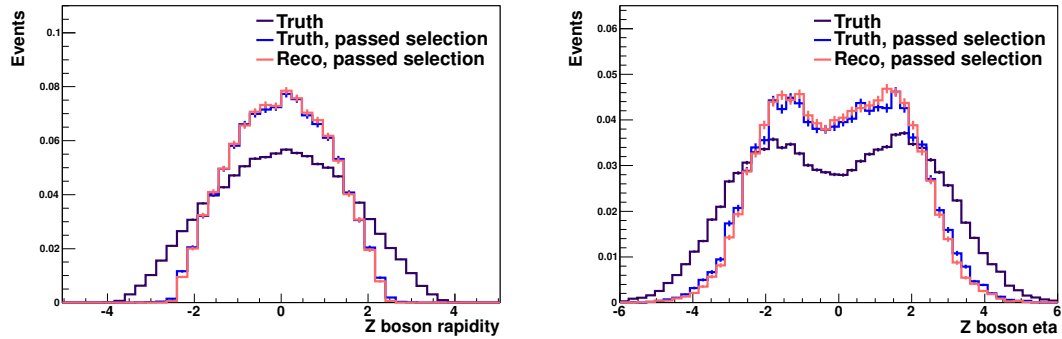 Events
0.1
0.08
0.06
0.04
0.02
0
-4
-2
0
2
4
Z boson rapidity
Truth
Truth, passed selection
Reco, passed selection
Events
0.06
0.05
0.04
0.03
0.02
0.01
0
-6
-4
-2
0
2
4
6
Z boson eta
Truth
Truth, passed selection
Reco, passed selection